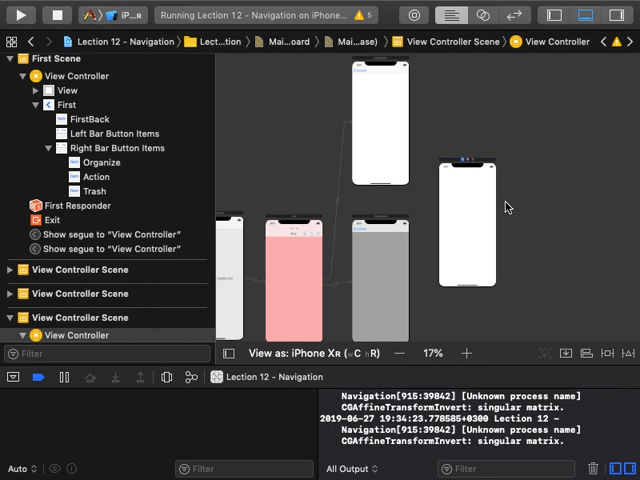 iP...R
Running Lection 12 - Navigation on iPhone...
5
Lection 12 - Navigation
Lect...tion
Mai...oard
Mai...ase)
View Controller Scene
View Controller
First Scene
View Controller
View
First
FirstBack
Left Bar Button Items
Right Bar Button Items
Organize
Action
Trash
First Responder
Exit
Show segue to "View Controller"
Show segue to "View Controller"
View Controller Scene
View Controller Scene
View Controller Scene
View Controller
Filter
View as: iPhone XR (wC hR)
17%
Lection 12 - Navigation
Navigation[915:39842] [Unknown process name]
CGAffineTransformInvert: singular matrix.
2019-06-27 19:34:23.778585+0300 Lection 12 -
Navigation[915:39842] [Unknown process name]
CGAffineTransformInvert: singular matrix.
Auto
Filter
All Output
Filter